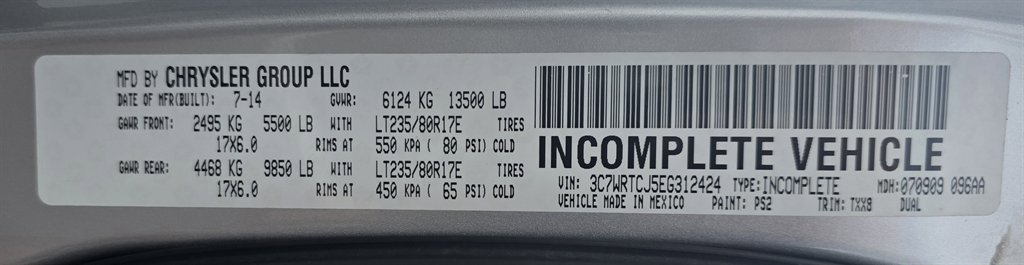 MFD BY CHRYSLER GROUP LLC
DATE OF MFR(BUILT): 7-14 GVWR: 6124 KG 13500 LB
GAWR FRONT: 2495 KG 5500 LB WITH LT235/80R17E TIRES
17X6.0 RIMS AT 550 KPA ( 80 PSI) COLD
GAWR REAR: 4468 KG 9850 LB WITH LT235/80R17E TIRES
17X6.0 RIMS AT 450 KPA ( 65 PSI) COLD
INCOMPLETE VEHICLE
VIN: 3C7WRTCJ5EG312424 TYPE:INCOMPLETE MDH:070909 096AA
VEHICLE MADE IN MEXICO PAINT: PS2 TRIM: TXX8 DUAL